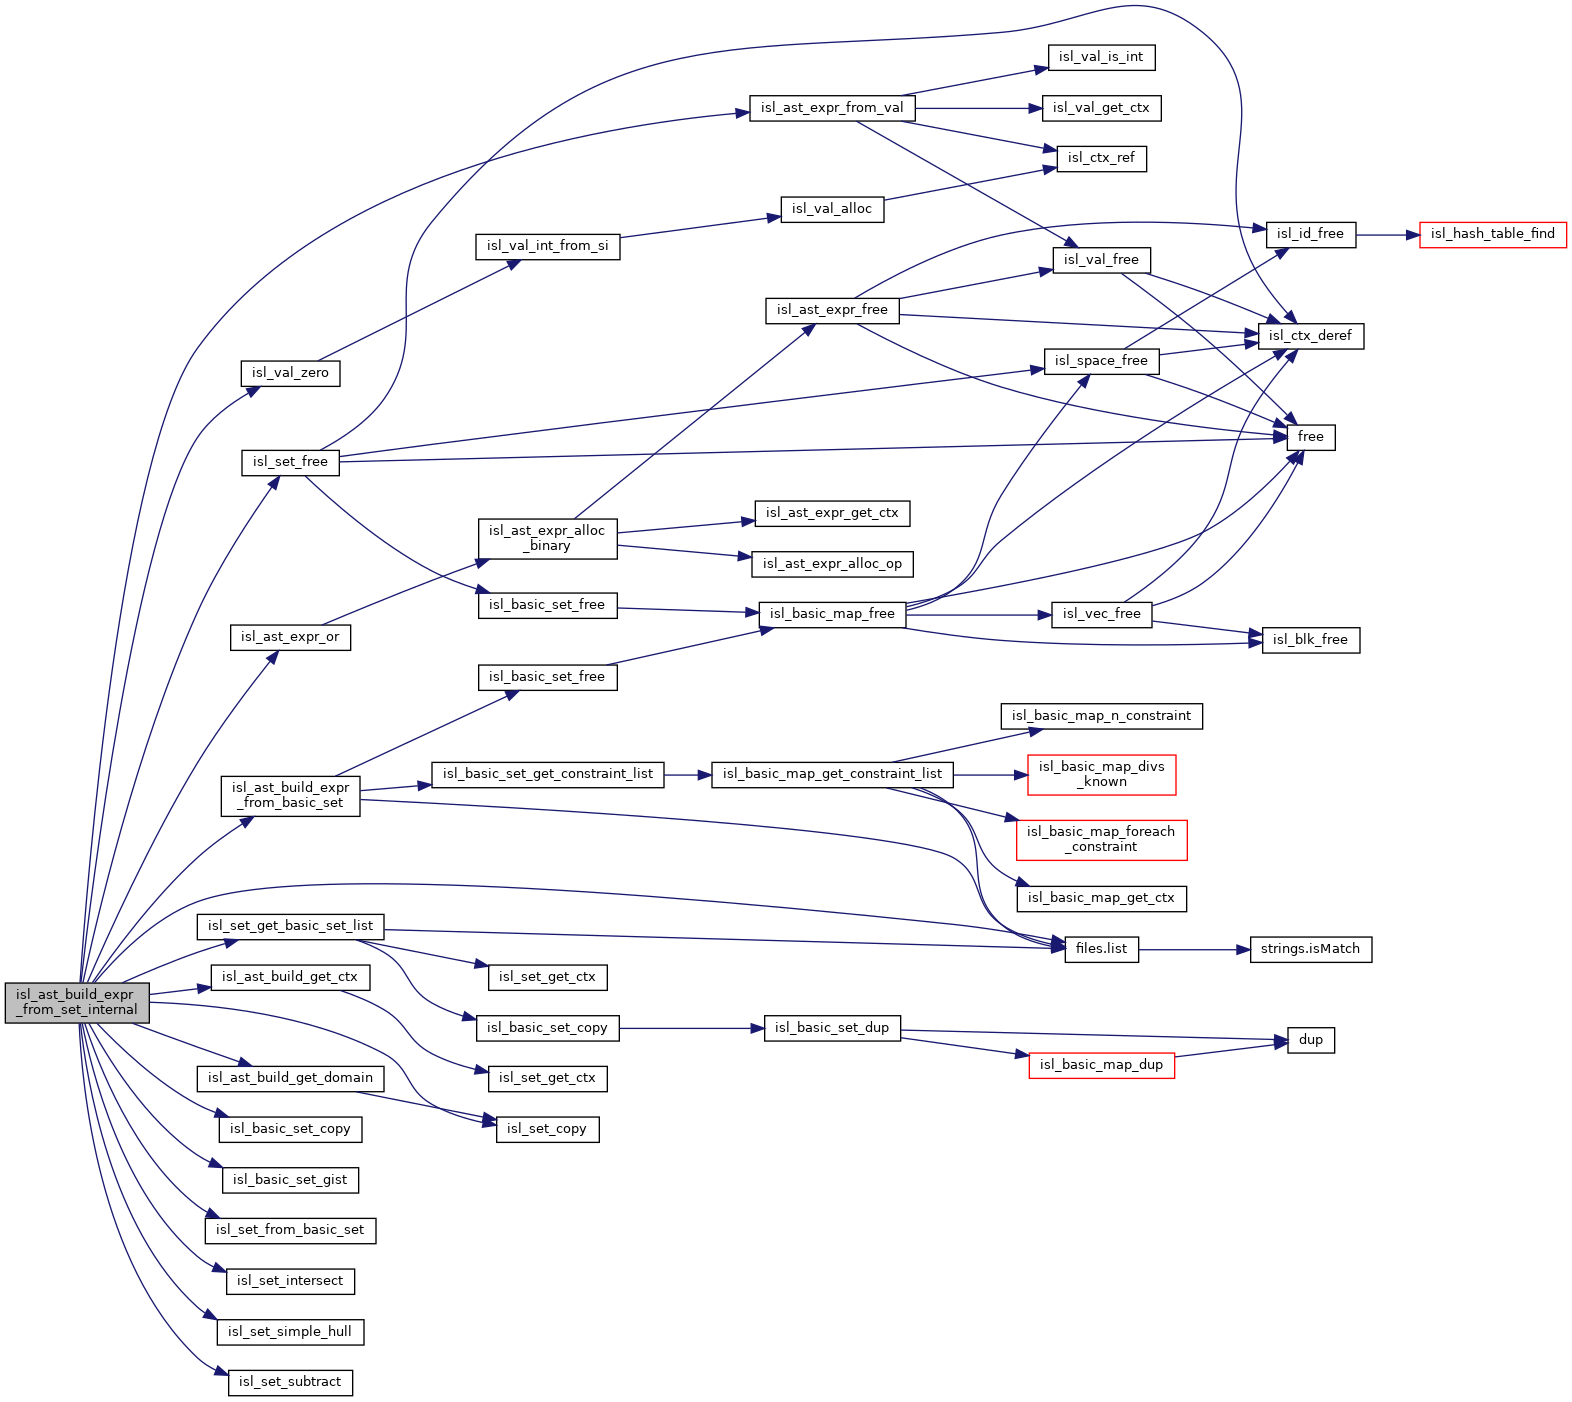 isl_val_is_int
isl_ast_expr_from_val
isl_val_get_ctx
isl_ctx_ref
isl_val_alloc
isl_val_int_from_si
isl_id_free
isl_hash_table_find
isl_val_free
isl_ast_expr_free
isl_ctx_deref
isl_space_free
isl_val_zero
free
isl_set_free
isl_ast_expr_get_ctx
isl_ast_expr_alloc
_binary
isl_ast_expr_alloc_op
isl_basic_set_free
isl_basic_map_free
isl_vec_free
isl_blk_free
isl_ast_expr_or
isl_basic_set_free
isl_basic_map_n_constraint
isl_basic_set_get_constraint_list
isl_basic_map_get_constraint_list
isl_basic_map_divs
_known
isl_ast_build_expr
_from_basic_set
isl_basic_map_foreach
_constraint
isl_basic_map_get_ctx
isl_set_get_basic_set_list
files.list
strings.isMatch
isl_ast_build_get_ctx
isl_set_get_ctx
isl_ast_build_expr
_from_set_internal
isl_basic_set_copy
isl_basic_set_dup
dup
isl_basic_map_dup
isl_ast_build_get_domain
isl_set_get_ctx
isl_basic_set_copy
isl_set_copy
isl_basic_set_gist
isl_set_from_basic_set
isl_set_intersect
isl_set_simple_hull
isl_set_subtract